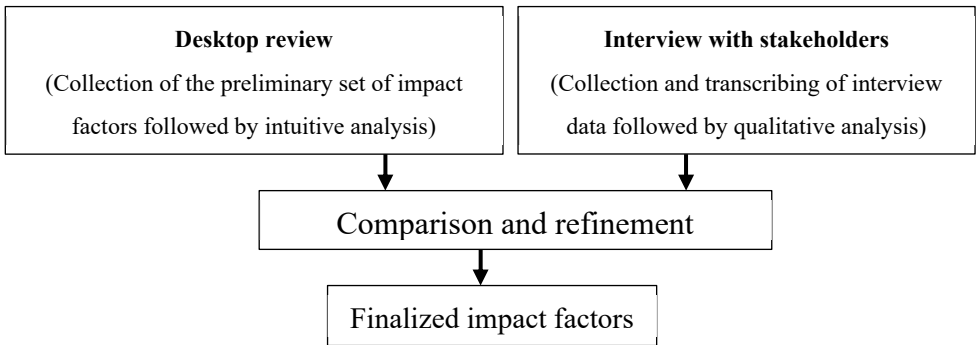 Desktop review
(Collection of the preliminary set of impact
factors followed by intuitive analysis)
Interview with stakeholders
(Collection and transcribing of interview
data followed by qualitative analysis)
Comparison and refinement
Finalized impact factors